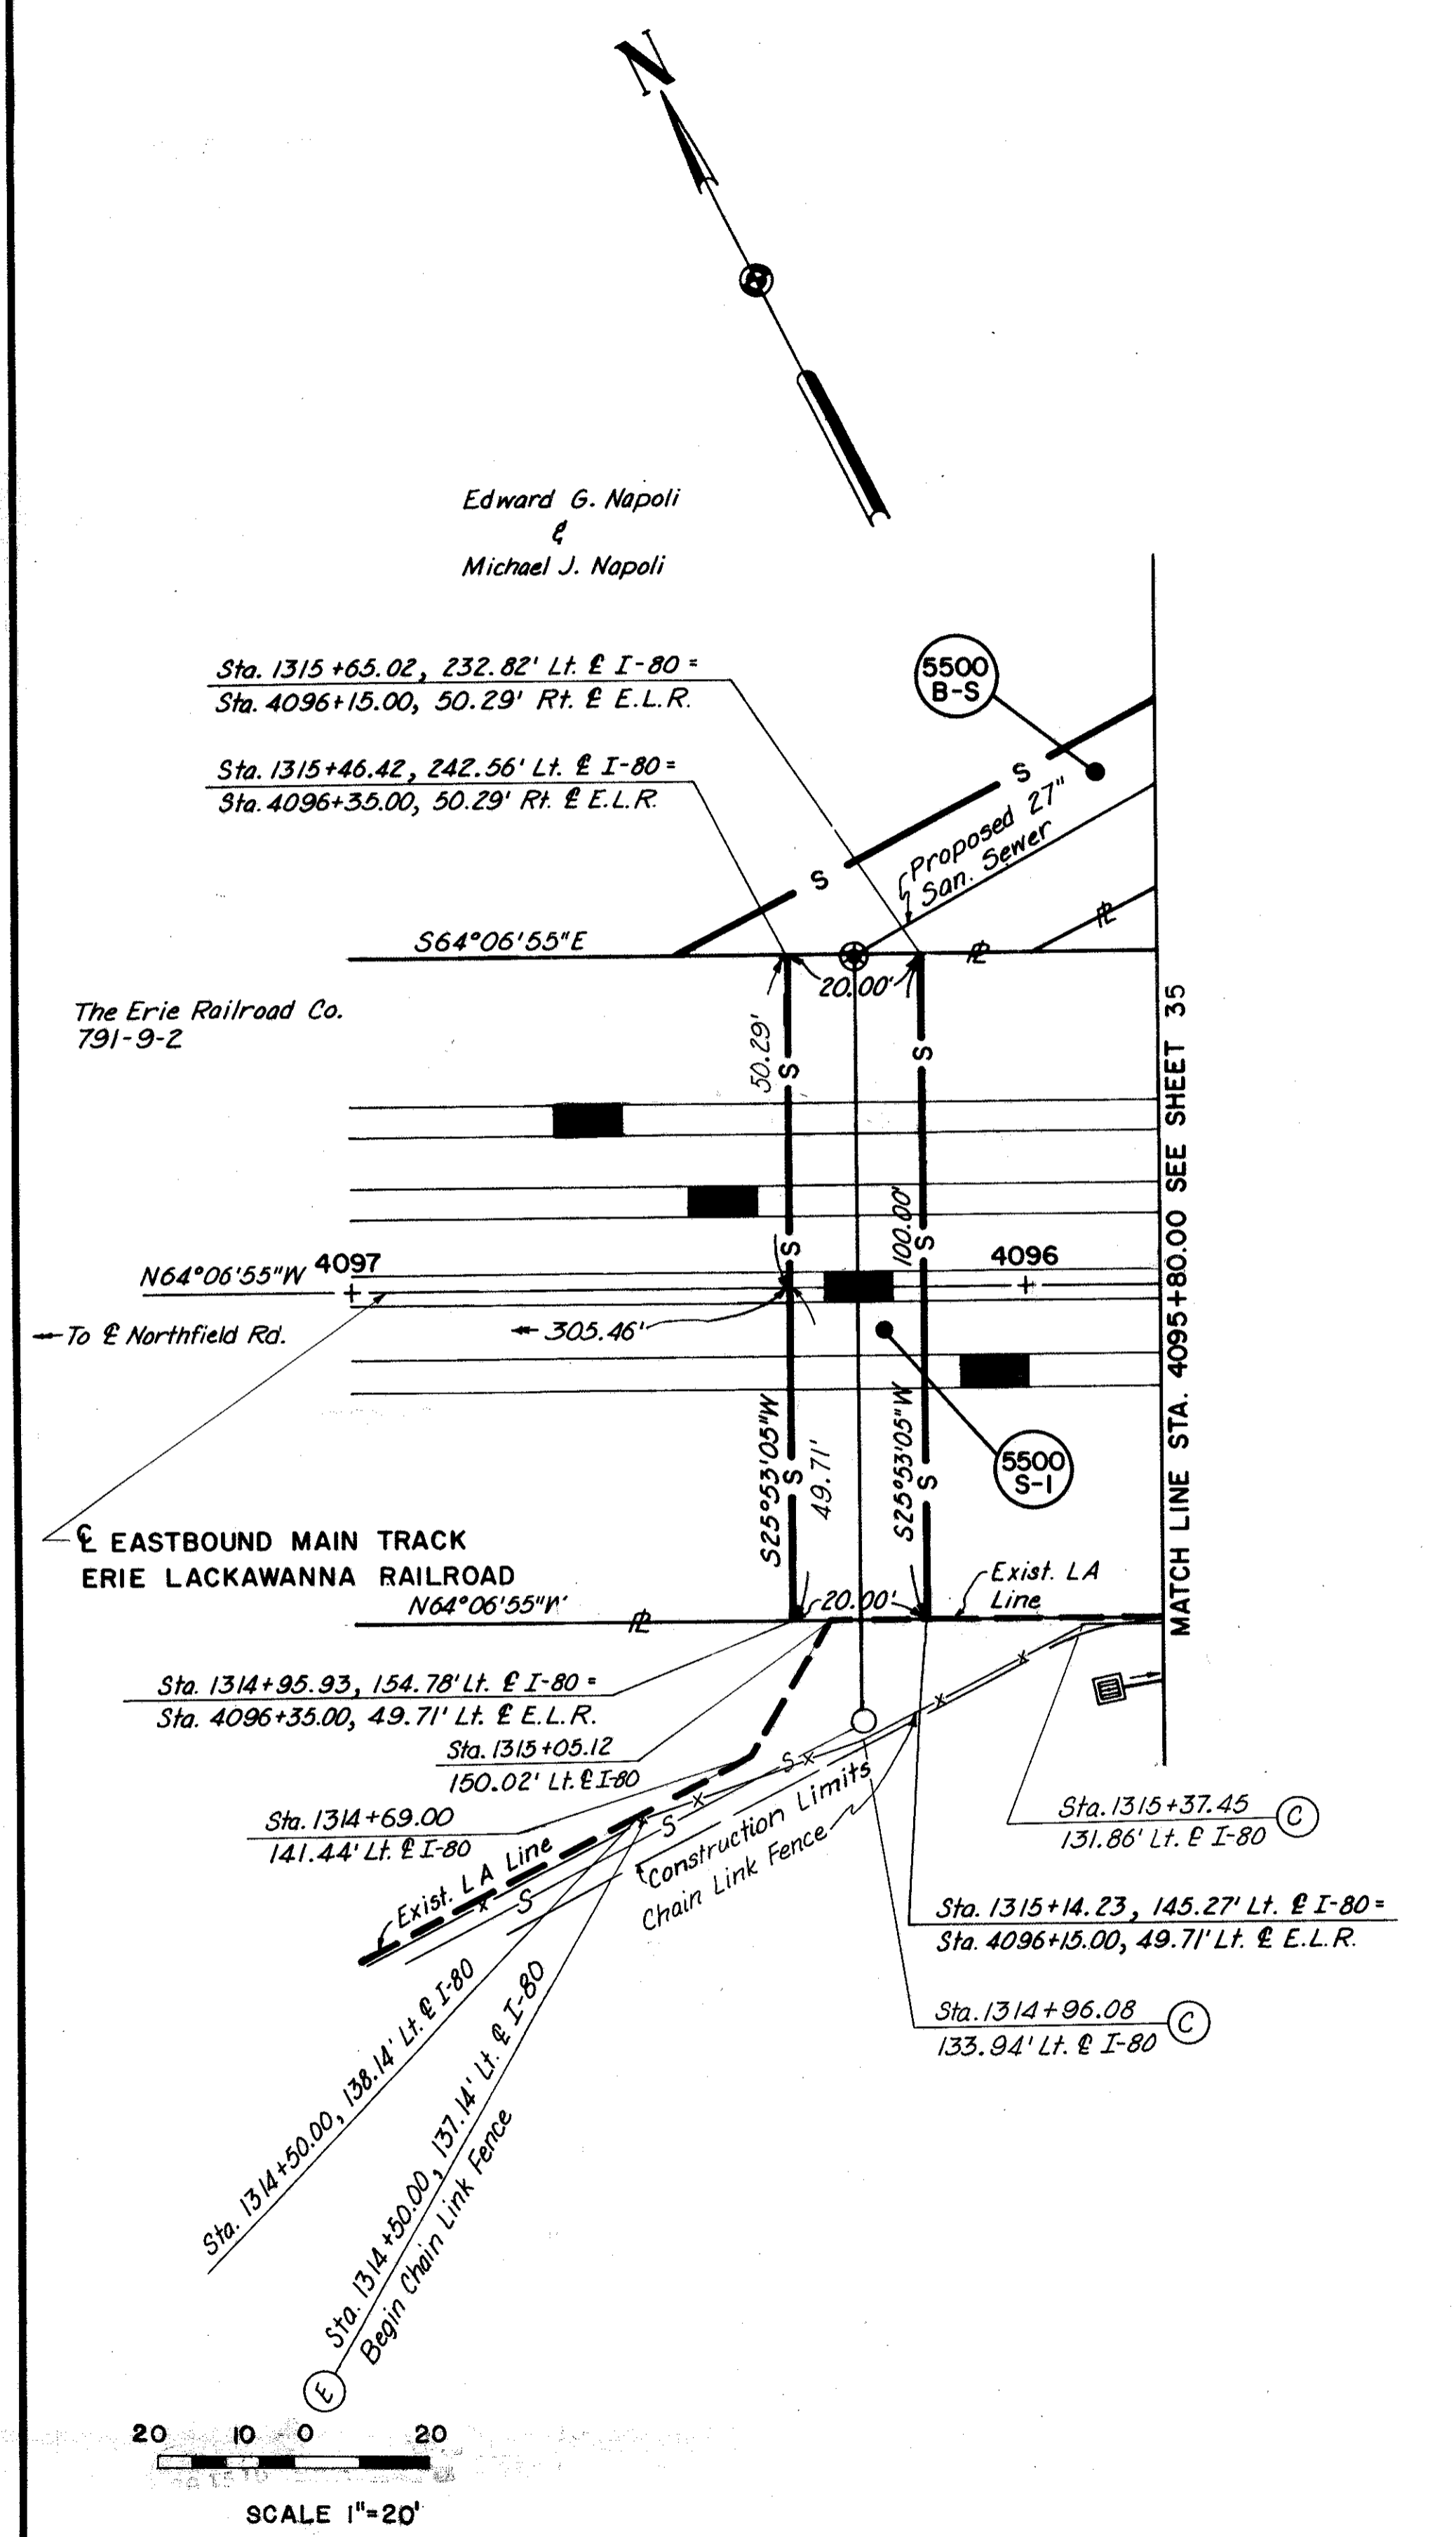 N
Edward G. Napoli
&
Michael J. Napoli
5500
B-S
Sta. 1315+65.02, 232.82' Lt. ℄ I-80 =
Sta. 4096+15.00, 50.29' Rt. ℄ E.L.R.
Sta. 1315+46.42, 242.56' Lt. ℄ I-80 =
Sta. 4096+35.00, 50.29' Rt. ℄ E.L.R.
S
S
Proposed 27"
San. Sewer
S64°06'55"E
℄
℄
20.00'
The Erie Railroad Co.
791-9-2
50.29'
S
S
100.00'
S
S
N64°06'55"W
4097
4096
To ℄ Northfield Rd.
305.46'
MATCH LINE STA. 4095+80.00 SEE SHEET 35
S25°53'05"W
S
49.71'
S25°53'05"W
S
5500
S-1
℄ EASTBOUND MAIN TRACK
ERIE LACKAWANNA RAILROAD
N64°06'55"W
20.00'
Exist. LA
Line
Sta. 1314+95.93, 154.78' Lt. ℄ I-80 =
Sta. 4096+35.00, 49.71' Lt. ℄ E.L.R.
Sta. 1315+05.12
150.02' Lt. ℄ I-80
Sta. 1314+69.00
141.44' Lt. ℄ I-80
S
S
S
Exist. LA Line
Construction Limits
Chain Link Fence
Sta. 1315+37.45
131.86' Lt. ℄ I-80
C
Sta. 1315+14.23, 145.27' Lt. ℄ I-80 =
Sta. 4096+15.00, 49.71' Lt. ℄ E.L.R.
Sta. 1314+96.08
133.94' Lt. ℄ I-80
C
Sta. 1314+50.00, 138.14' Lt. ℄ I-80
Sta. 1314+50.00, 137.14' Lt. ℄ I-80
Begin Chain Link Fence
E
20 10 0 20
SCALE 1"=20'